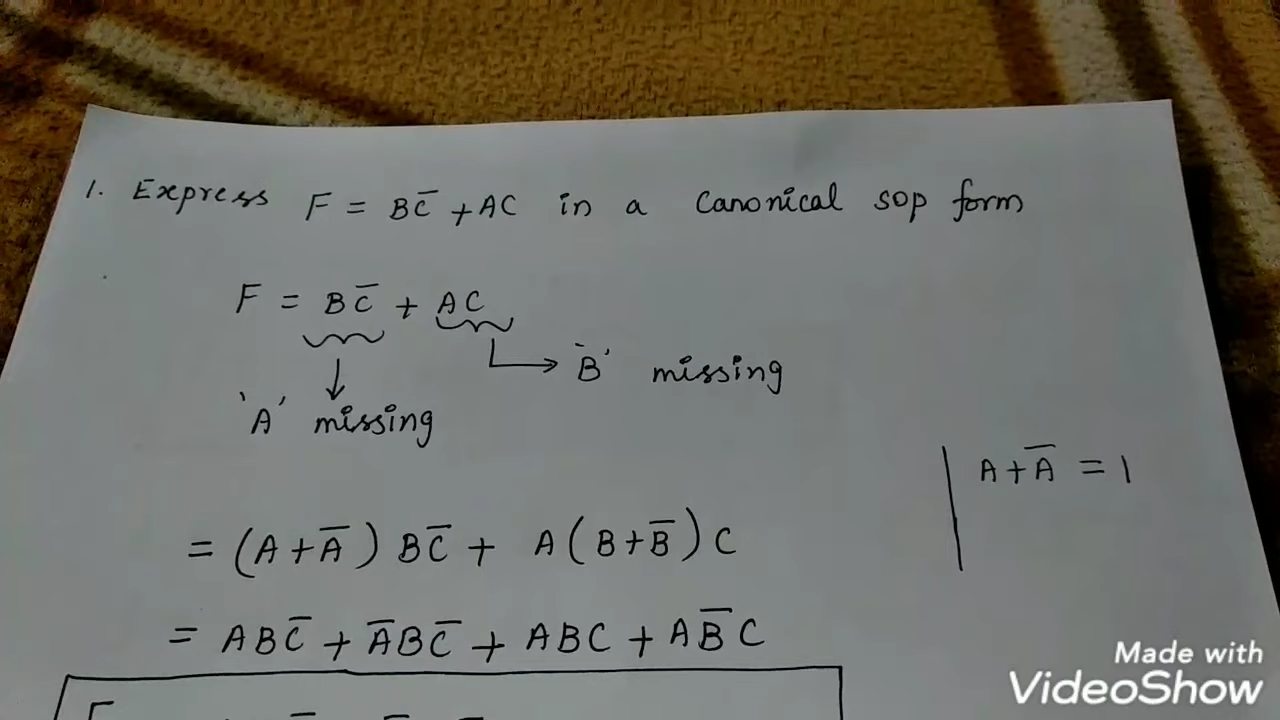 1. Express F = BC̅ + AC in a canonical sop form
F = BC̅ + AC
'B' missing
'A' missing
A + A̅ = 1
= (A + A̅) BC̅ + A(B + B̅) C
= ABC̅ + A̅BC̅ + ABC + AB̅C
Made with
VideoShow